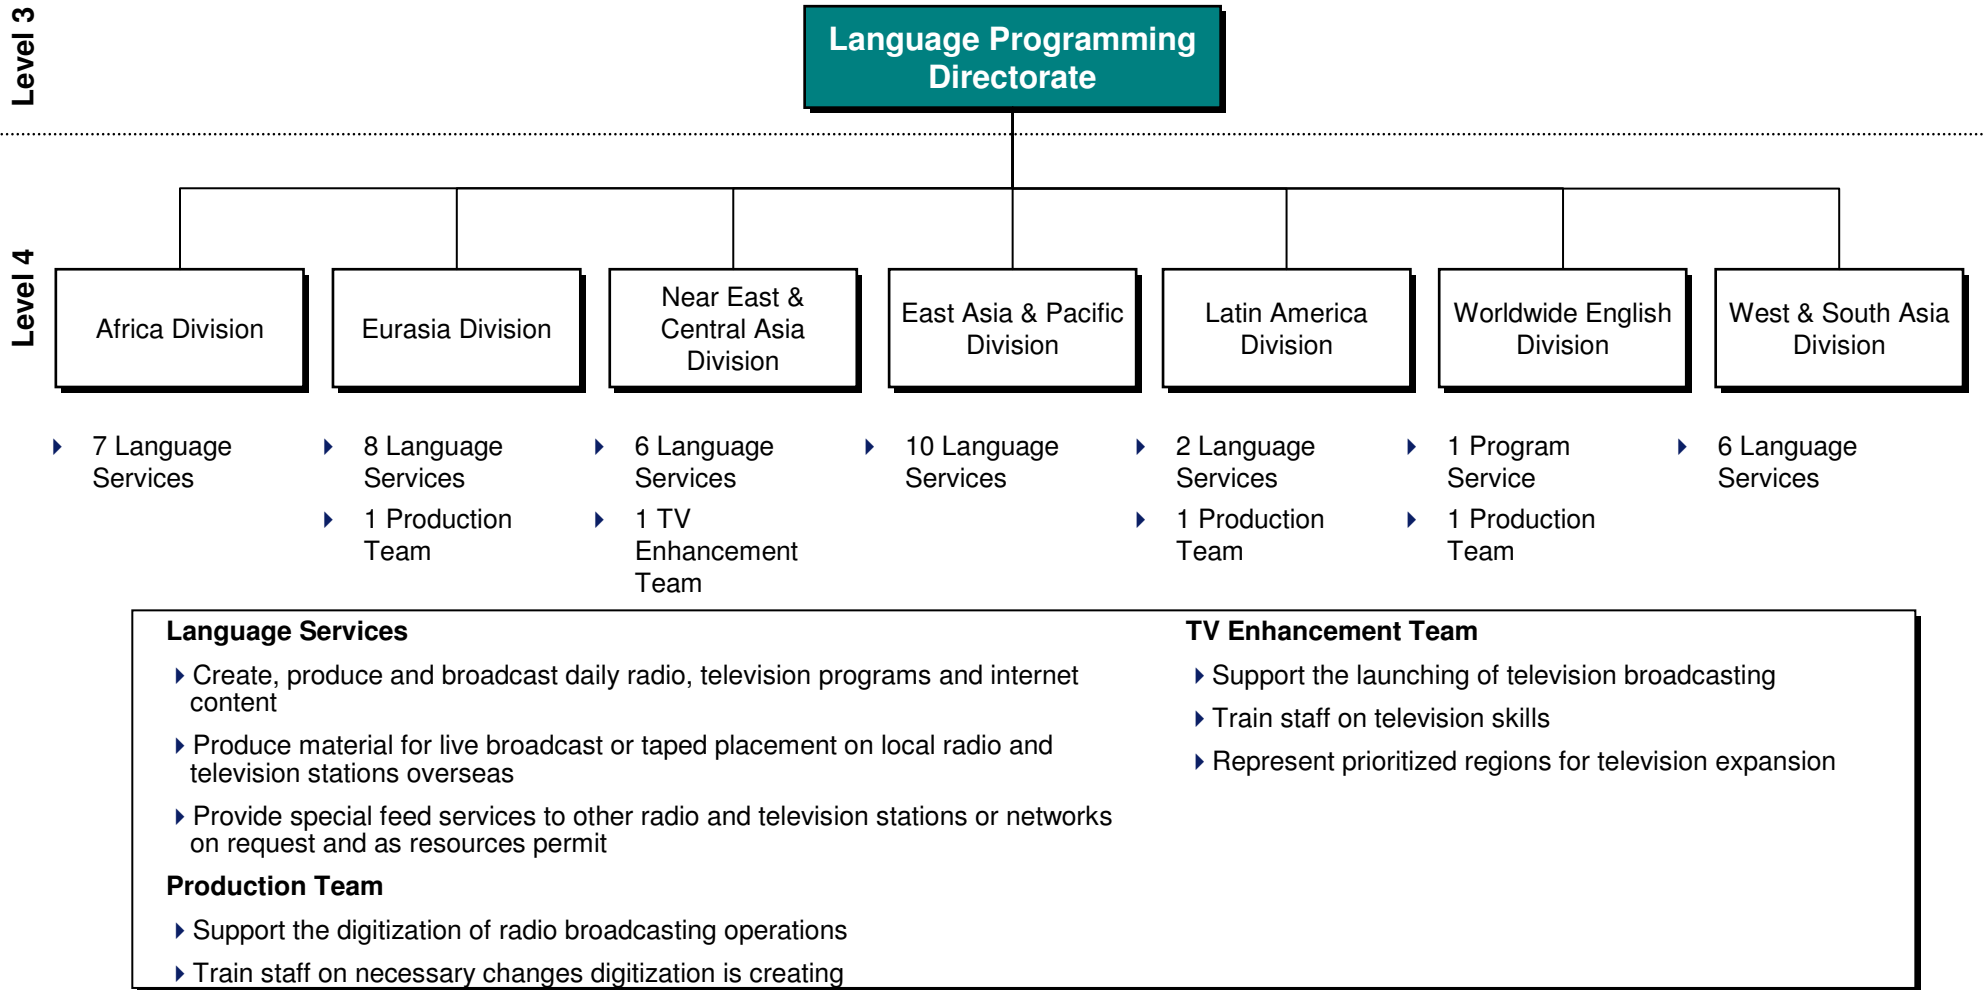 Level 3
Language Programming
Directorate
Level 4
Africa Division
Eurasia Division
Near East &
Central Asia
Division
East Asia & Pacific
Division
Latin America
Division
Worldwide English
Division
West & South Asia
Division
7 Language
Services
8 Language
Services
1 Production
Team
6 Language
Services
1 TV
Enhancement
Team
10 Language
Services
2 Language
Services
1 Production
Team
1 Program
Service
1 Production
Team
6 Language
Services
Language Services
Create, produce and broadcast daily radio, television programs and internet
content
Produce material for live broadcast or taped placement on local radio and
television stations overseas
Provide special feed services to other radio and television stations or networks
on request and as resources permit
Production Team
Support the digitization of radio broadcasting operations
Train staff on necessary changes digitization is creating
TV Enhancement Team
Support the launching of television broadcasting
Train staff on television skills
Represent prioritized regions for television expansion